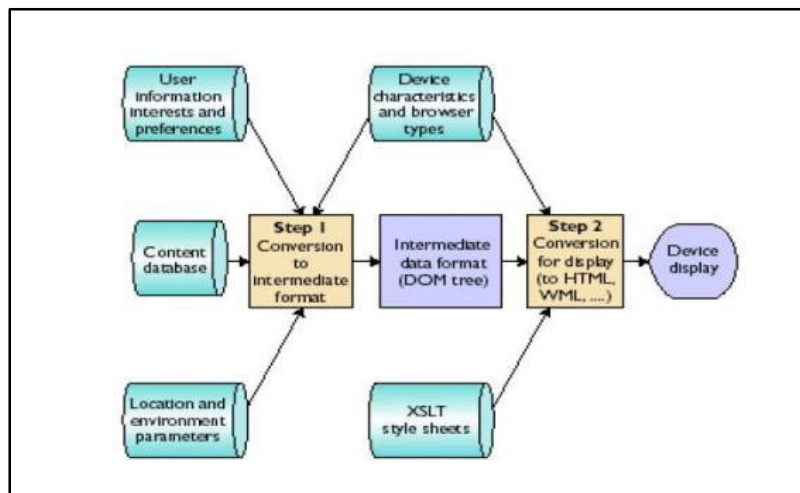 User
information
interests and
preferences
Device
characteristics
and browser
types
Content
database
Step 1
Conversion
to
intermediate
format
Intermediate
data format
(DOM tree)
Step 2
Conversion
for display
(to HTML,
WML, ....)
Device
display
Location and
environment
parameters
XSLT
style sheets